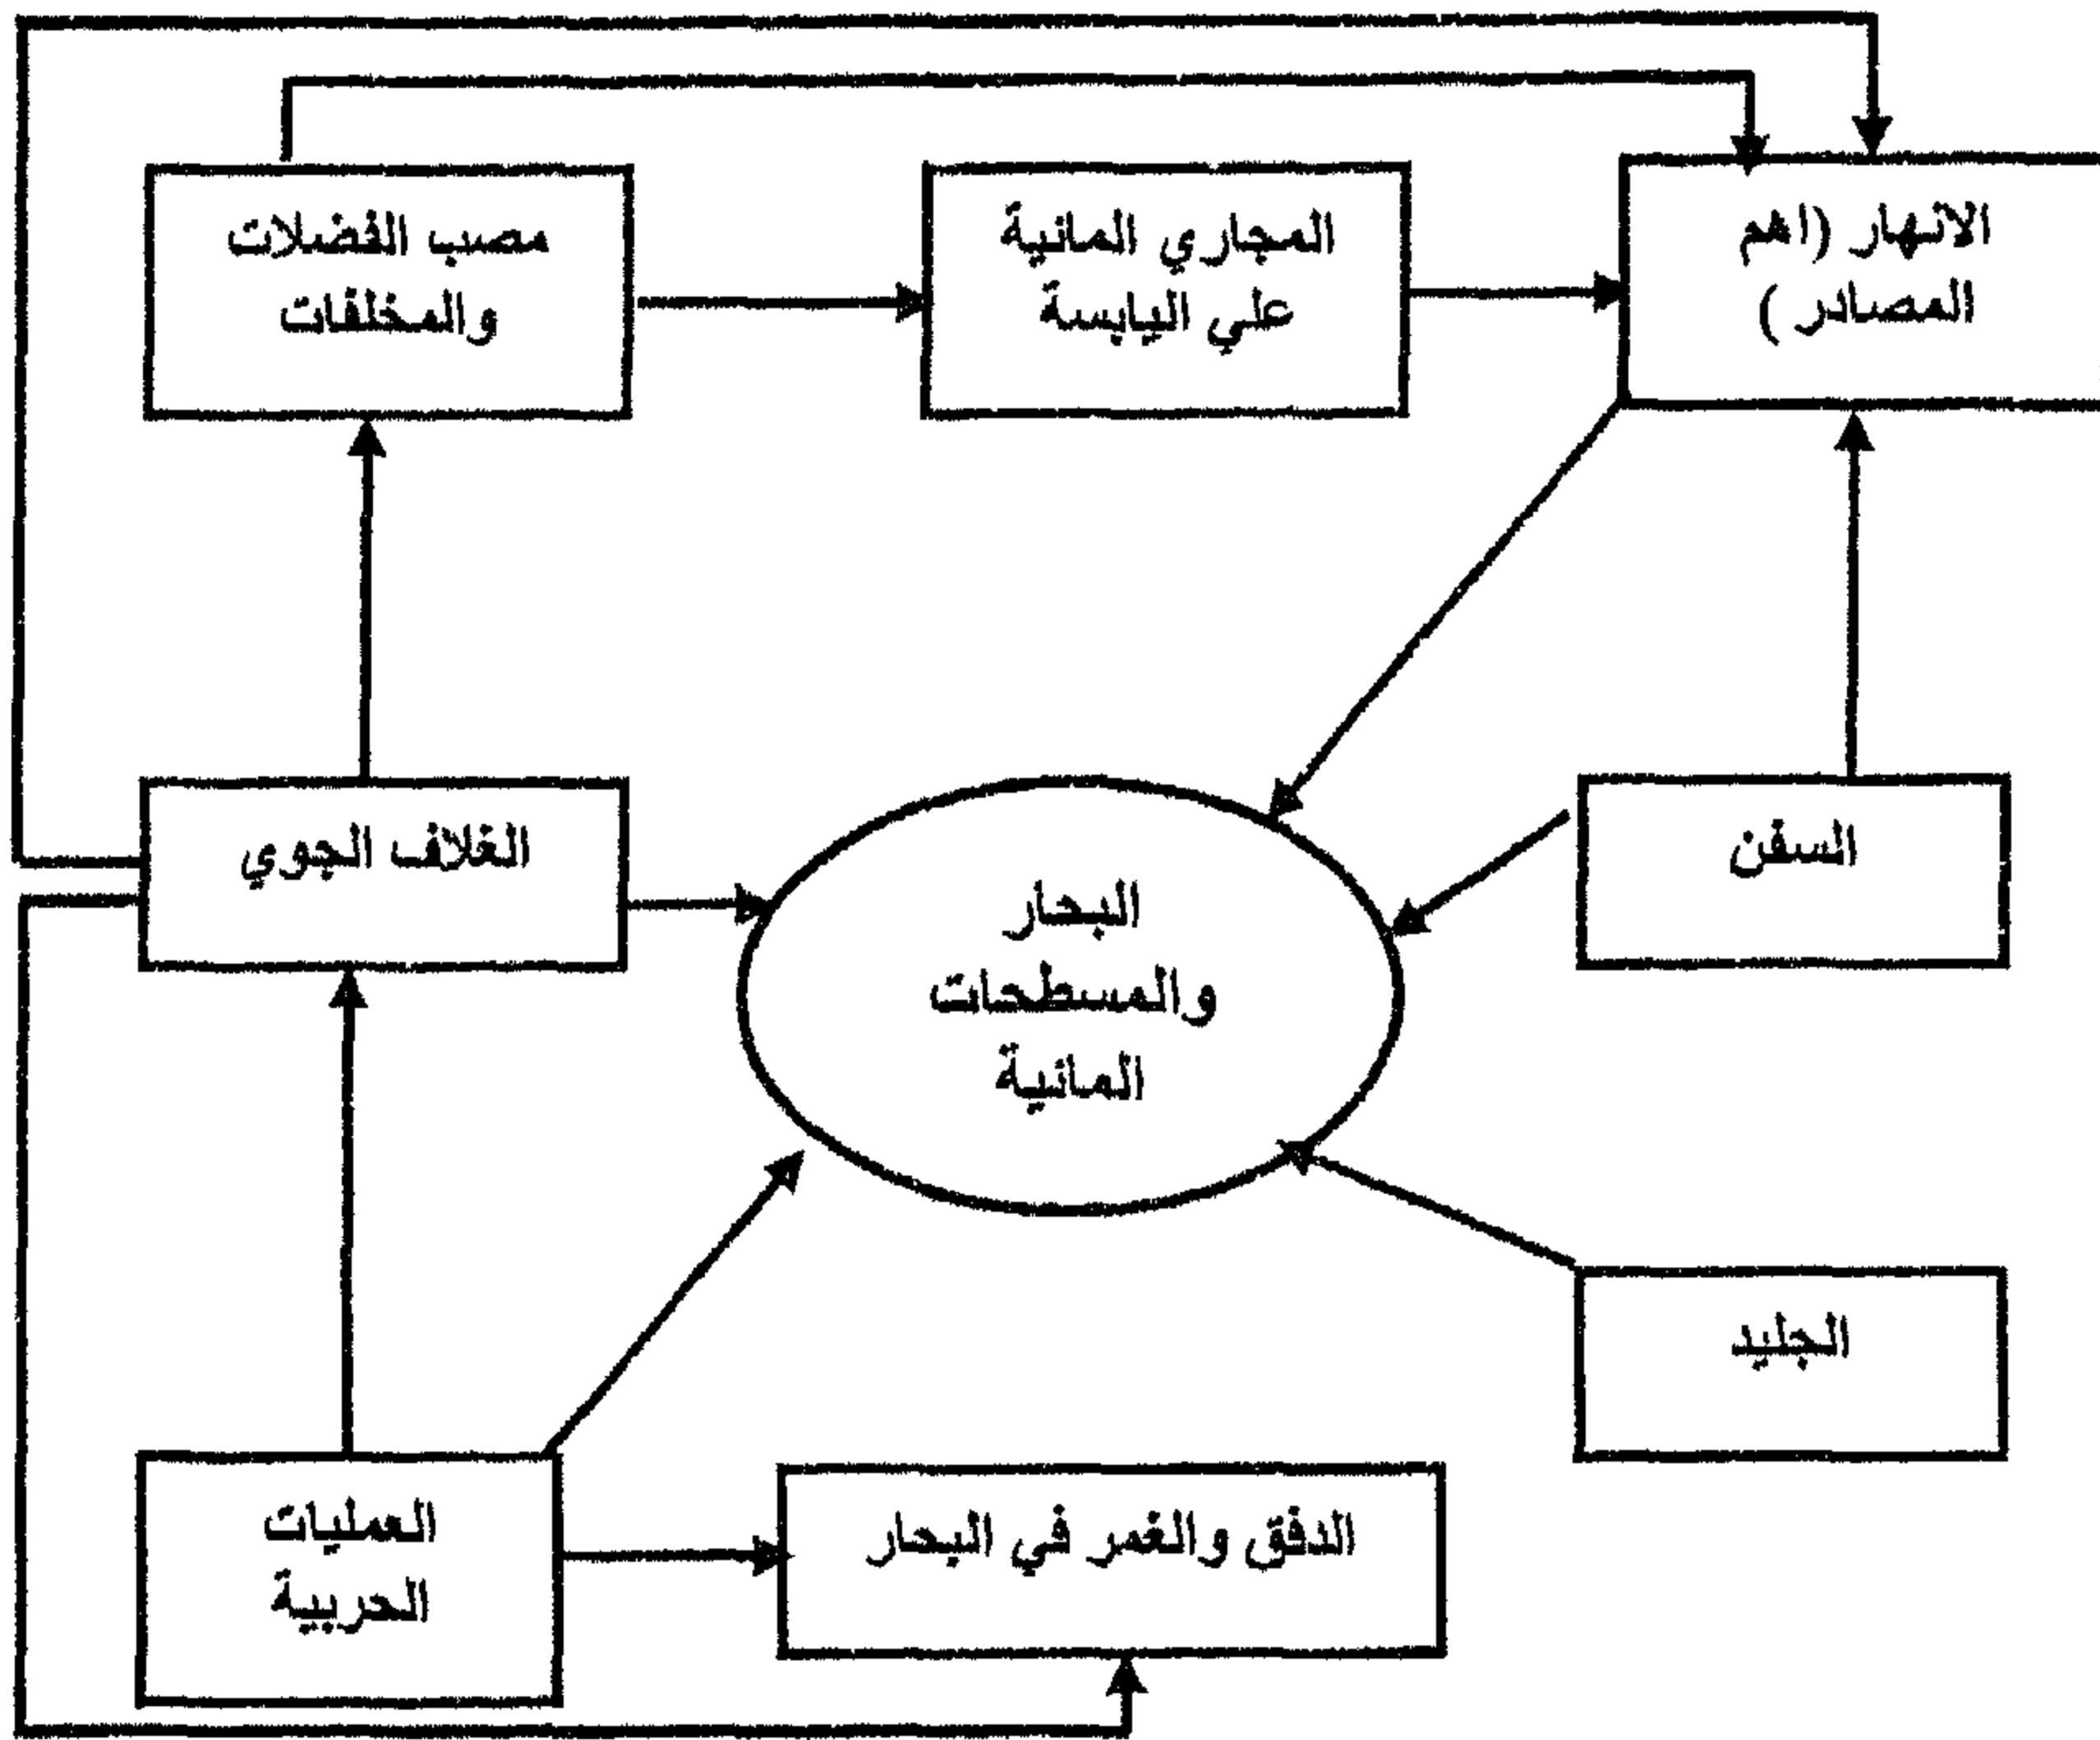 الانهار (اهم
المصادر )
المجاري المائية
علي اليابسة
مصب الفضلات
والمخلفات
السفن
البحار
والمسطحات
المائية
الغلاف الجوي
الجليد
الدفق والغمر في البحار
العمليات
الحربية